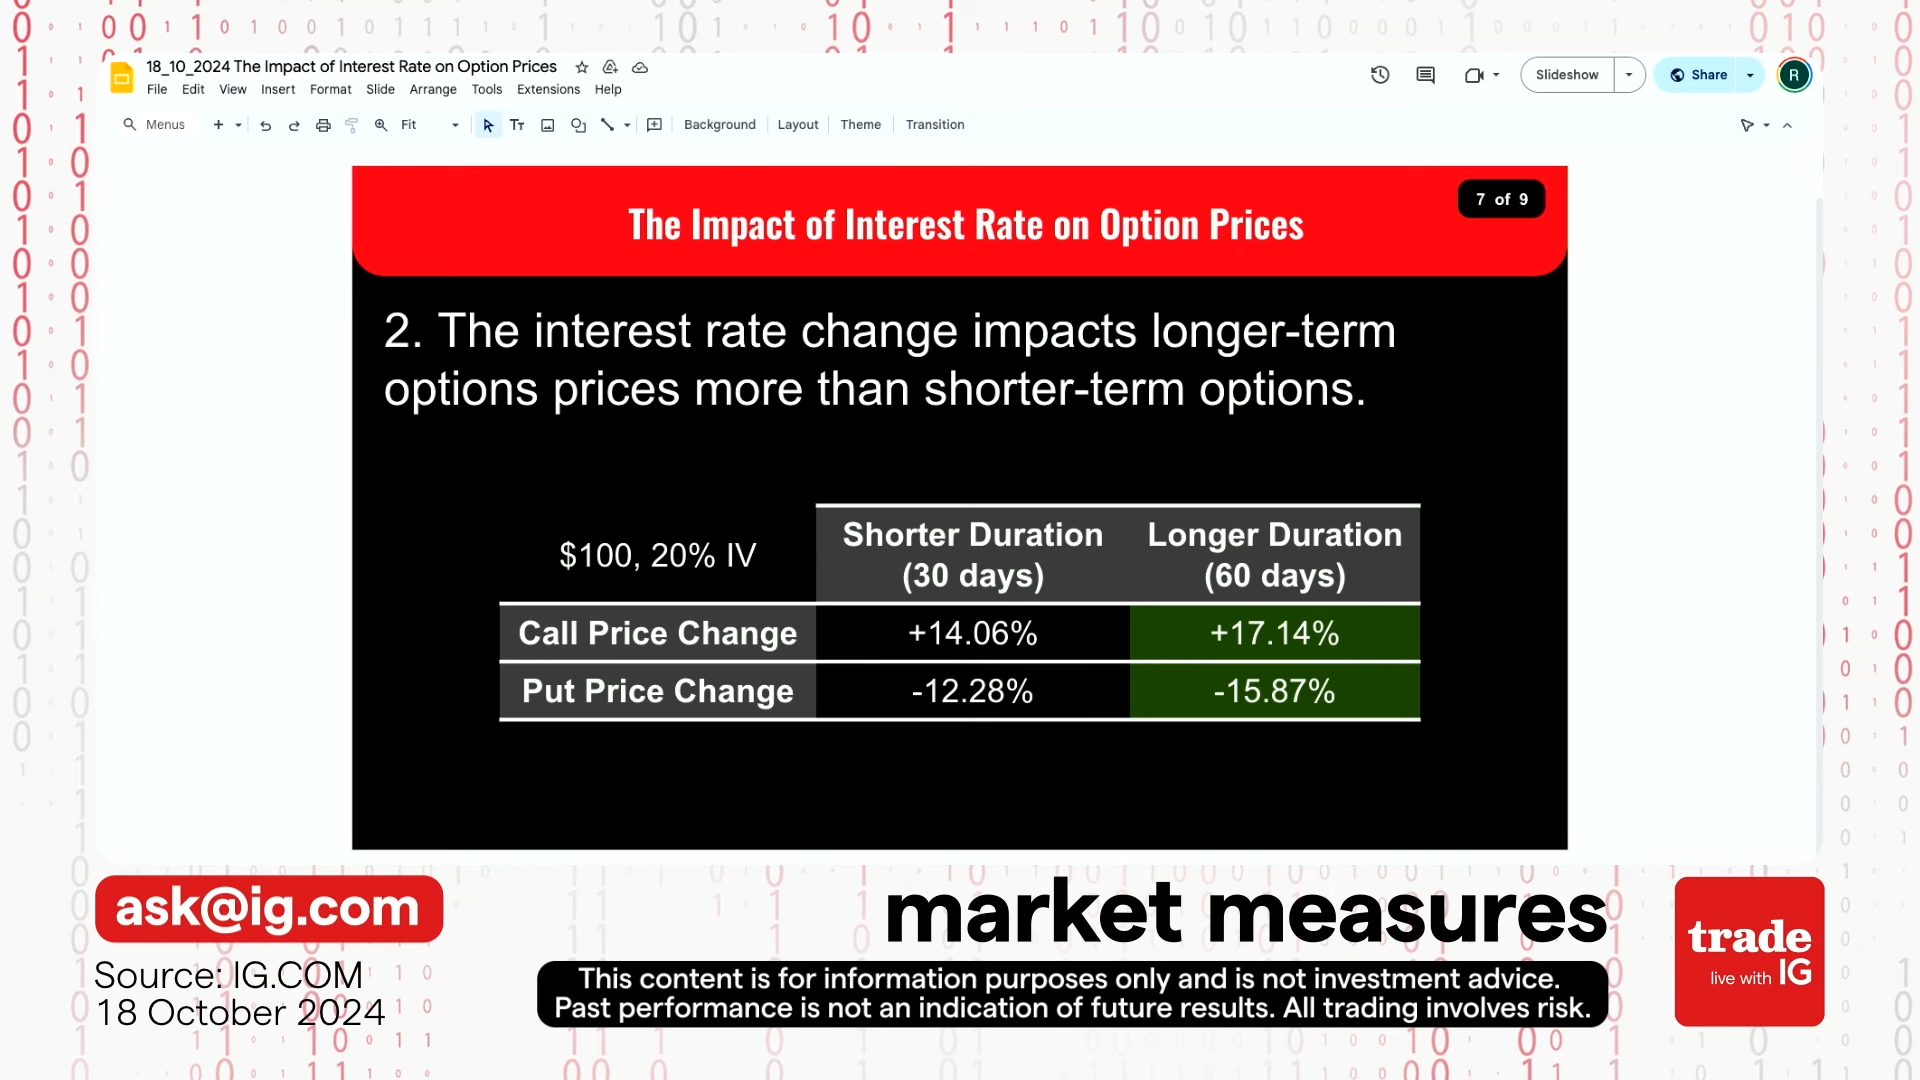 18_10_2024 The Impact of Interest Rate on Option Prices
File Edit View Insert Format Slide Arrange Tools Extensions Help
Slideshow
Share
R
Menus
Fit
Background
Layout
Theme
Transition
7 of 9
The Impact of Interest Rate on Option Prices
2. The interest rate change impacts longer-term
options prices more than shorter-term options.
$100, 20% IV
Shorter Duration
(30 days)
Longer Duration
(60 days)
Call Price Change +14.06% +17.14%
Put Price Change -12.28% -15.87%
ask@ig.com
Source: IG.COM
18 October 2024
market measures
This content is for information purposes only and is not investment advice.
Past performance is not an indication of future results. All trading involves risk.
trade
live with IG